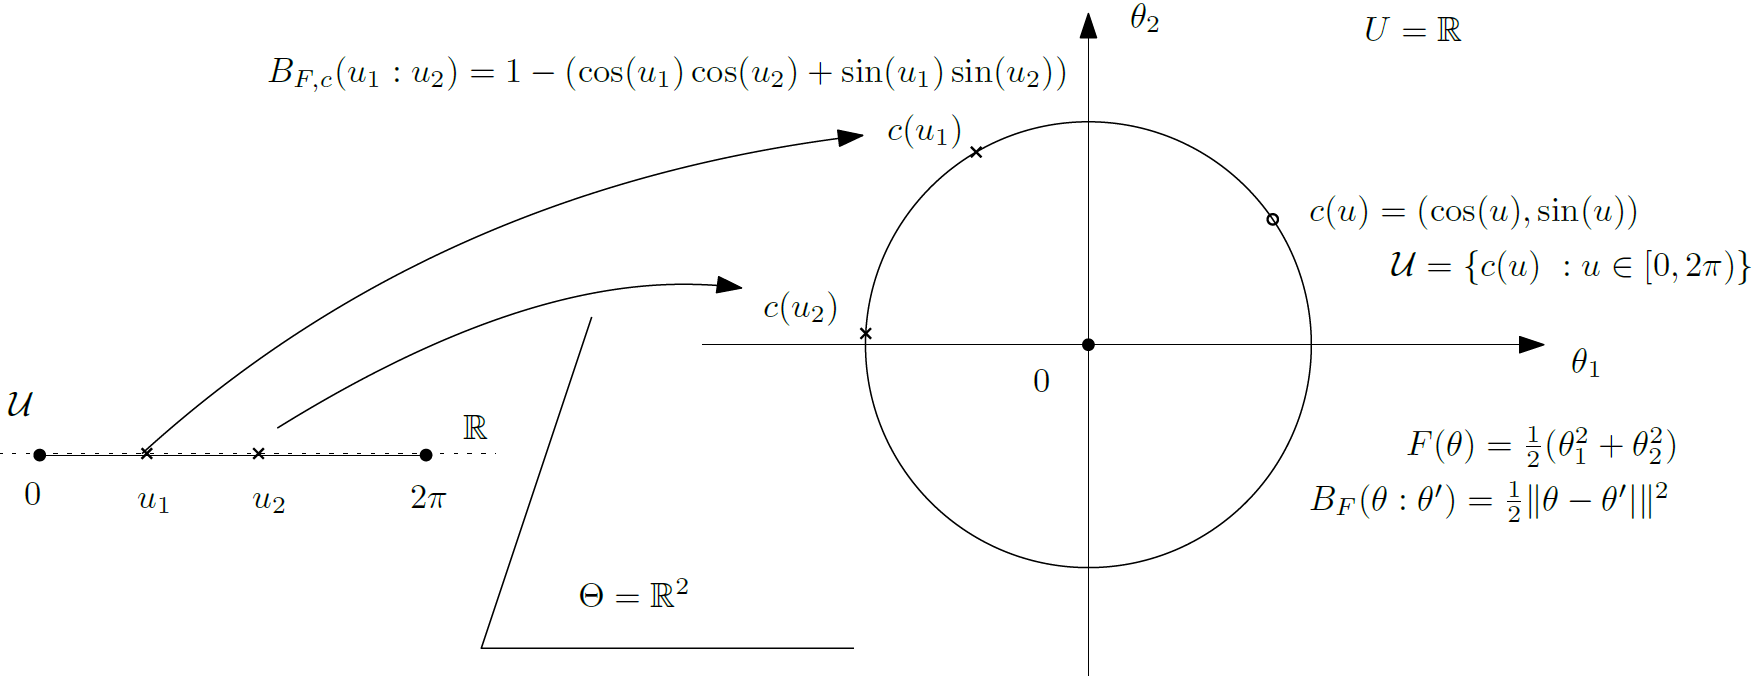 θ₂
U = ℝ
B_{F,c}(u₁ : u₂) = 1 − (cos(u₁) cos(u₂) + sin(u₁) sin(u₂))
c(u₁)
c(u) = (cos(u), sin(u))
𝒰 = {c(u) : u ∈ [0, 2π)}
c(u₂)
θ₁
0
𝒰
ℝ
0
u₁
u₂
2π
F(θ) = ½(θ₁² + θ₂²)
B_F(θ : θ′) = ½‖θ − θ′|‖²
Θ = ℝ²